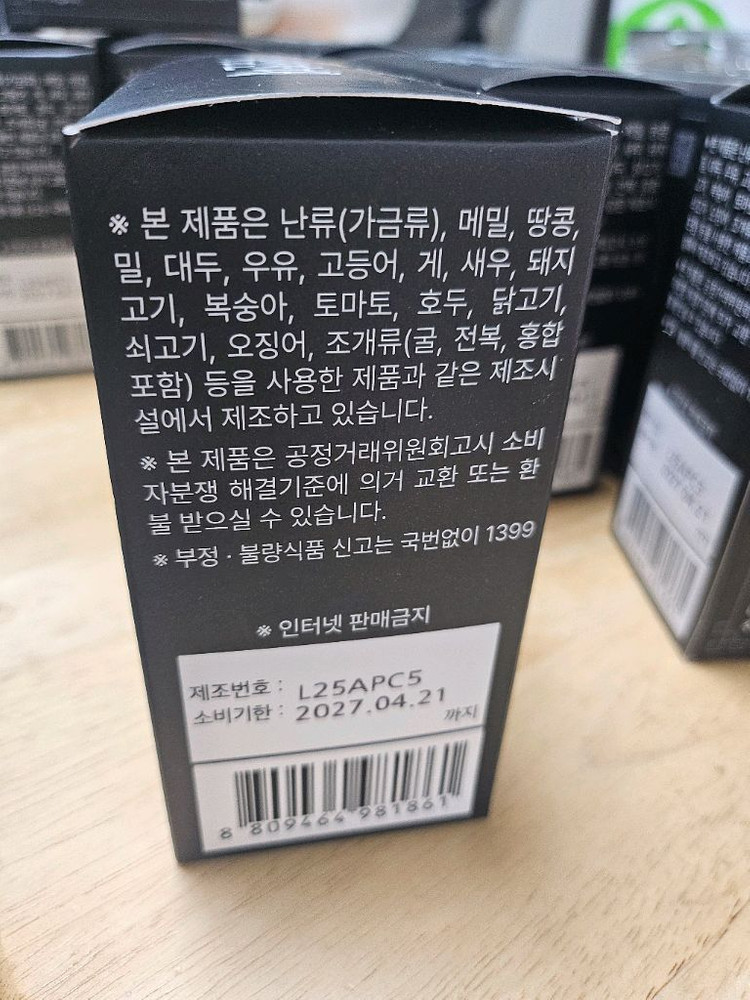 ※ 본 제품은 난류(가금류), 메밀, 땅콩,
밀, 대두, 우유, 고등어, 게, 새우, 돼지
고기, 복숭아, 토마토, 호두, 닭고기,
쇠고기, 오징어, 조개류(굴, 전복, 홍합
포함) 등을 사용한 제품과 같은 제조시
설에서 제조하고 있습니다.
※ 본 제품은 공정거래위원회고시 소비
자분쟁 해결기준에 의거 교환 또는 환
불 받으실 수 있습니다.
※ 부정 · 불량식품 신고는 국번없이 1399
※ 인터넷 판매금지
제조번호 : L25APC5
소비기한 : 2027.04.21 까지
8 809464 981861